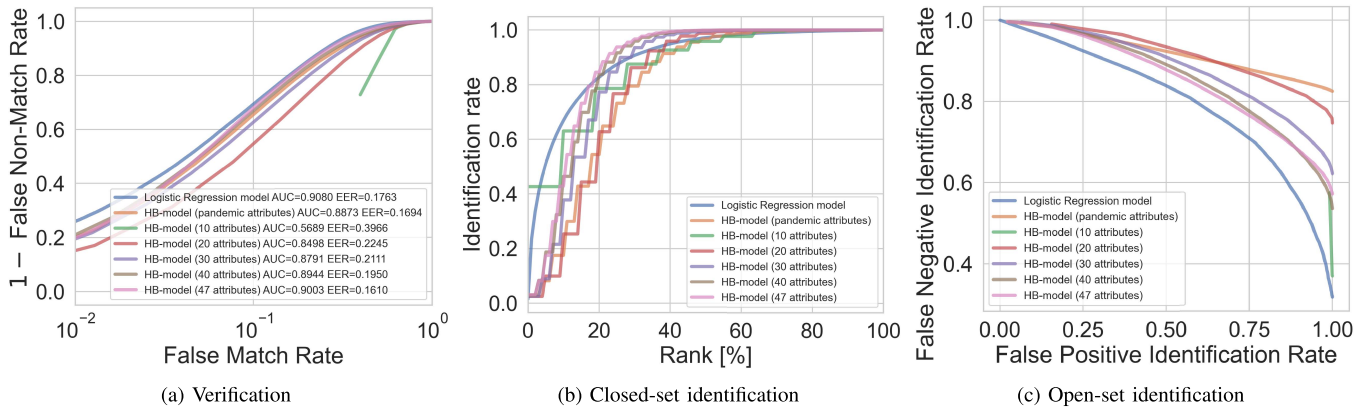 1 − False Non-Match Rate
1.0
0.8
0.6
0.4
0.2
0.0
Logistic Regression model AUC=0.9080 EER=0.1763
HB-model (pandemic attributes) AUC=0.8873 EER=0.1694
HB-model (10 attributes) AUC=0.5689 EER=0.3966
HB-model (20 attributes) AUC=0.8498 EER=0.2245
HB-model (30 attributes) AUC=0.8791 EER=0.2111
HB-model (40 attributes) AUC=0.8944 EER=0.1950
HB-model (47 attributes) AUC=0.9003 EER=0.1610
10⁻² 10⁻¹ 10⁰
False Match Rate
(a) Verification
Identification rate
1.0
0.8
0.6
0.4
0.2
0.0
Logistic Regression model
HB-model (pandemic attributes)
HB-model (10 attributes)
HB-model (20 attributes)
HB-model (30 attributes)
HB-model (40 attributes)
HB-model (47 attributes)
0 20 40 60 80 100
Rank [%]
(b) Closed-set identification
False Negative Identification Rate
1.0
0.8
0.6
0.4
Logistic Regression model
HB-model (pandemic attributes)
HB-model (10 attributes)
HB-model (20 attributes)
HB-model (30 attributes)
HB-model (40 attributes)
HB-model (47 attributes)
0.00 0.25 0.50 0.75 1.00
False Positive Identification Rate
(c) Open-set identification